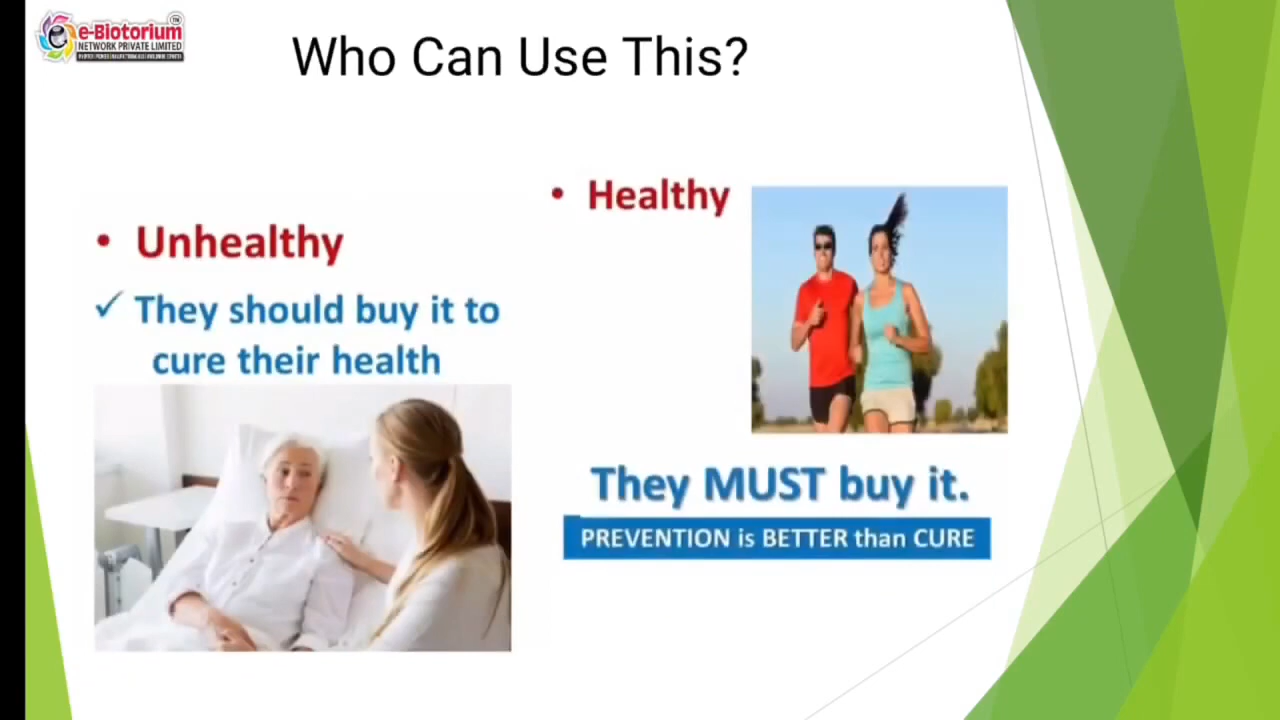 e-Biotorium
TM
NETWORK PRIVATE LIMITED
Who Can Use This?
• Unhealthy
✓ They should buy it to
cure their health
• Healthy
They MUST buy it.
PREVENTION is BETTER than CURE